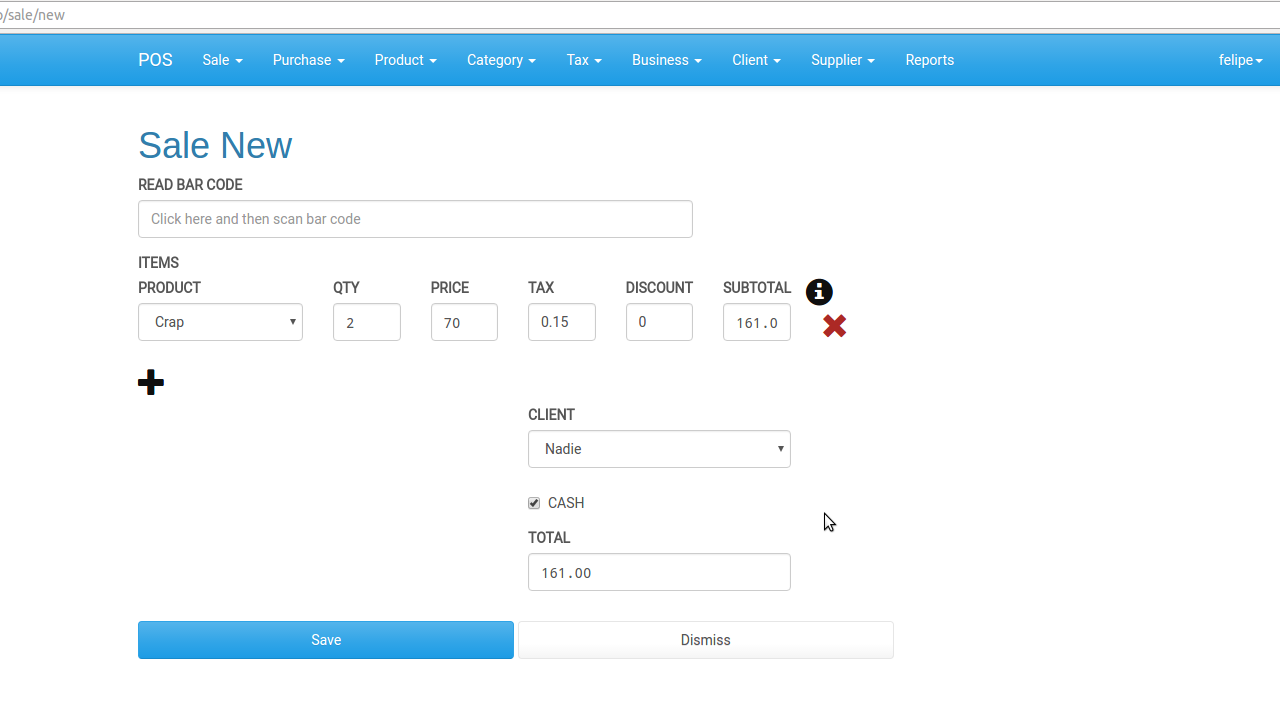 o/sale/new
POS Sale Purchase Product Category Tax Business Client Supplier Reports felipe
Sale New
READ BAR CODE
Click here and then scan bar code
ITEMS
PRODUCT QTY PRICE TAX DISCOUNT SUBTOTAL
Crap 2 70 0.15 0 161.0
CLIENT
Nadie
CASH
TOTAL
161.00
Save Dismiss